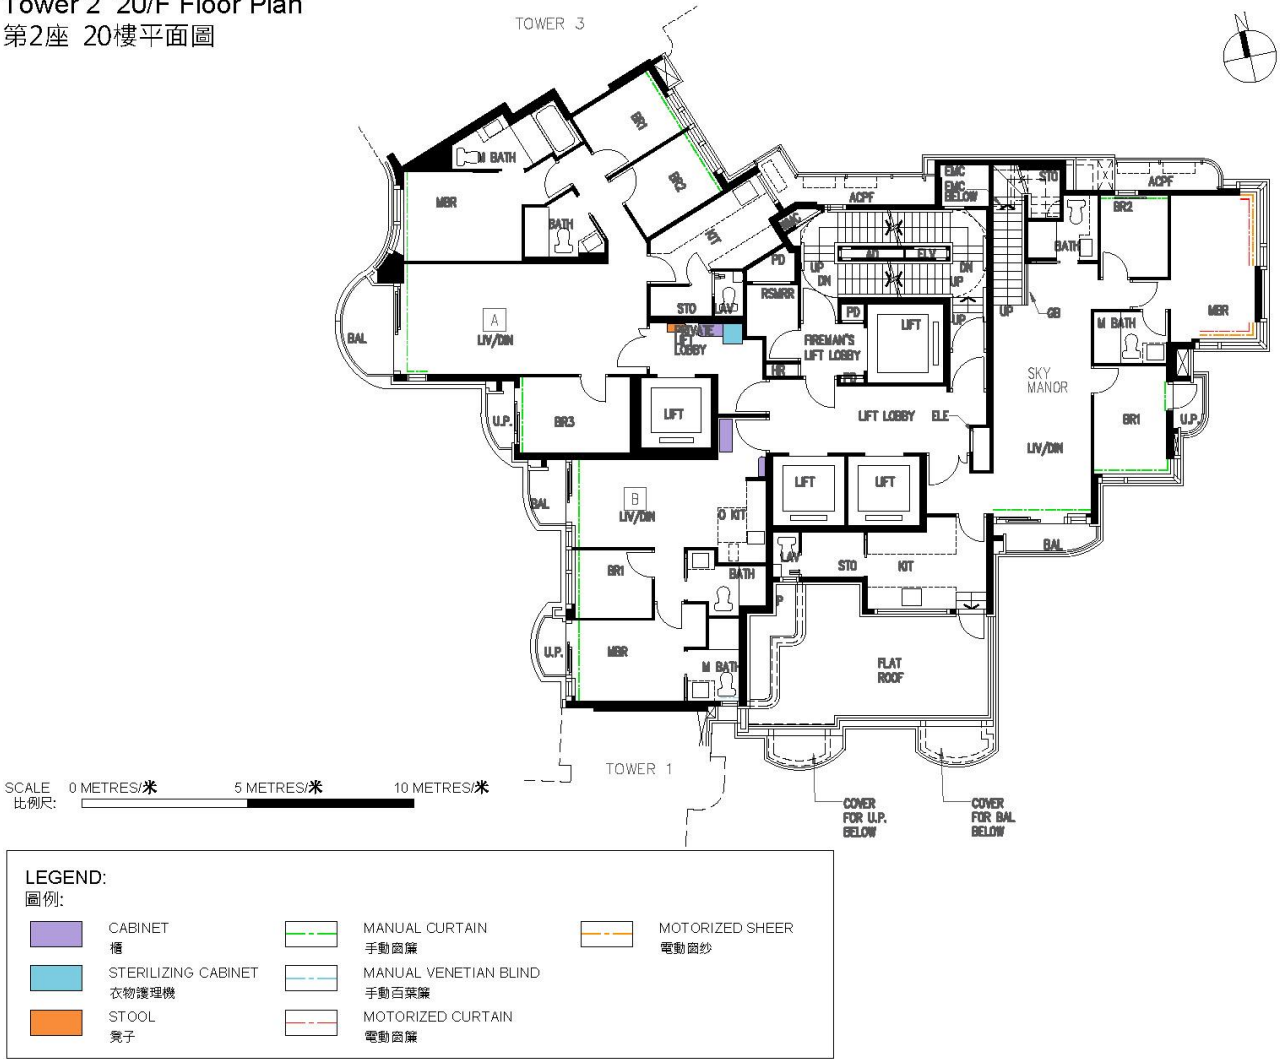 Tower 2 20/F Floor Plan
第2座 20樓平面圖
TOWER 3
N
BR1
BR2
M BATH
MBR
BATH
KIT
ACPF
EMC
EMC
BELOW
STO
ACPF
BR2
BATH
AD
ELV
UP
DN
DN
UP
PD
RSMRR
STO
LAV
PD
LIFT
UP
UP
GB
MBR
M BATH
A
LIV/DIN
BAL
PRIVATE
LIFT
LOBBY
FIREMAN'S
LIFT LOBBY
HR
PD
SKY
MANOR
BR3
U.P.
LIFT
LIFT LOBBY
ELE
BR1
U.P.
LIV/DIN
B
LIV/DIN
BAL
O KIT
LIFT
LIFT
BAL
LAV
STO
KIT
BR1
BATH
P
U.P.
MBR
M BATH
FLAT
ROOF
TOWER 1
SCALE 0 METRES/米 5 METRES/米 10 METRES/米
比例尺:
COVER
FOR U.P.
BELOW
COVER
FOR BAL
BELOW
LEGEND:
圖例:
CABINET
櫃
STERILIZING CABINET
衣物護理機
STOOL
凳子
MANUAL CURTAIN
手動窗簾
MANUAL VENETIAN BLIND
手動百葉簾
MOTORIZED CURTAIN
電動窗簾
MOTORIZED SHEER
電動窗紗